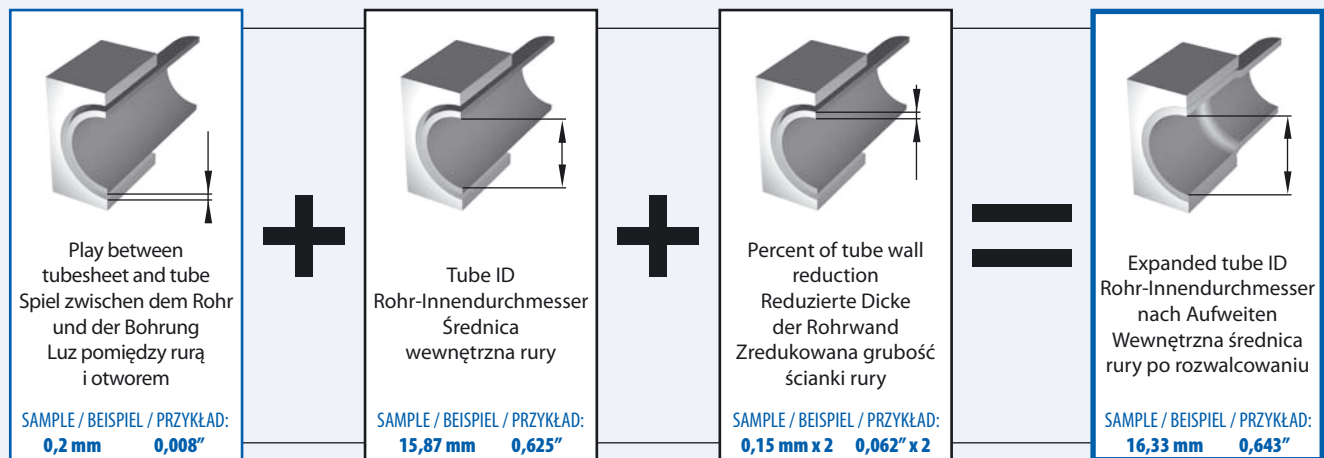 Play between
tubesheet and tube
Spiel zwischen dem Rohr
und der Bohrung
Luz pomiędzy rurą
i otworem
SAMPLE / BEISPIEL / PRZYKŁAD:
0,2 mm 0,008”
+
Tube ID
Rohr-Innendurchmesser
Średnica
wewnętrzna rury
SAMPLE / BEISPIEL / PRZYKŁAD:
15,87 mm 0,625”
+
Percent of tube wall
reduction
Reduzierte Dicke
der Rohrwand
Zredukowana grubość
ścianki rury
SAMPLE / BEISPIEL / PRZYKŁAD:
0,15 mm x 2 0,062” x 2
=
Expanded tube ID
Rohr-Innendurchmesser
nach Aufweiten
Wewnętrzna średnica
rury po rozwalcowaniu
SAMPLE / BEISPIEL / PRZYKŁAD:
16,33 mm 0,643”